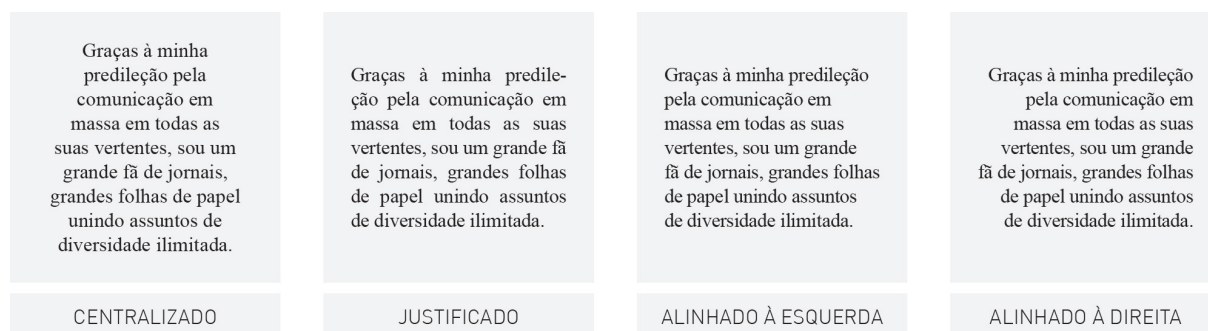 Graças à minha
predileção pela
comunicação em
massa em todas as
suas vertentes, sou um
grande fã de jornais,
grandes folhas de papel
unindo assuntos de
diversidade ilimitada.
CENTRALIZADO
Graças à minha predile-
ção pela comunicação em
massa em todas as suas
vertentes, sou um grande fã
de jornais, grandes folhas
de papel unindo assuntos
de diversidade ilimitada.
JUSTIFICADO
Graças à minha predileção
pela comunicação em
massa em todas as suas
vertentes, sou um grande
fã de jornais, grandes folhas
de papel unindo assuntos
de diversidade ilimitada.
ALINHADO À ESQUERDA
Graças à minha predileção
pela comunicação em
massa em todas as suas
vertentes, sou um grande
fã de jornais, grandes folhas
de papel unindo assuntos
de diversidade ilimitada.
ALINHADO À DIREITA